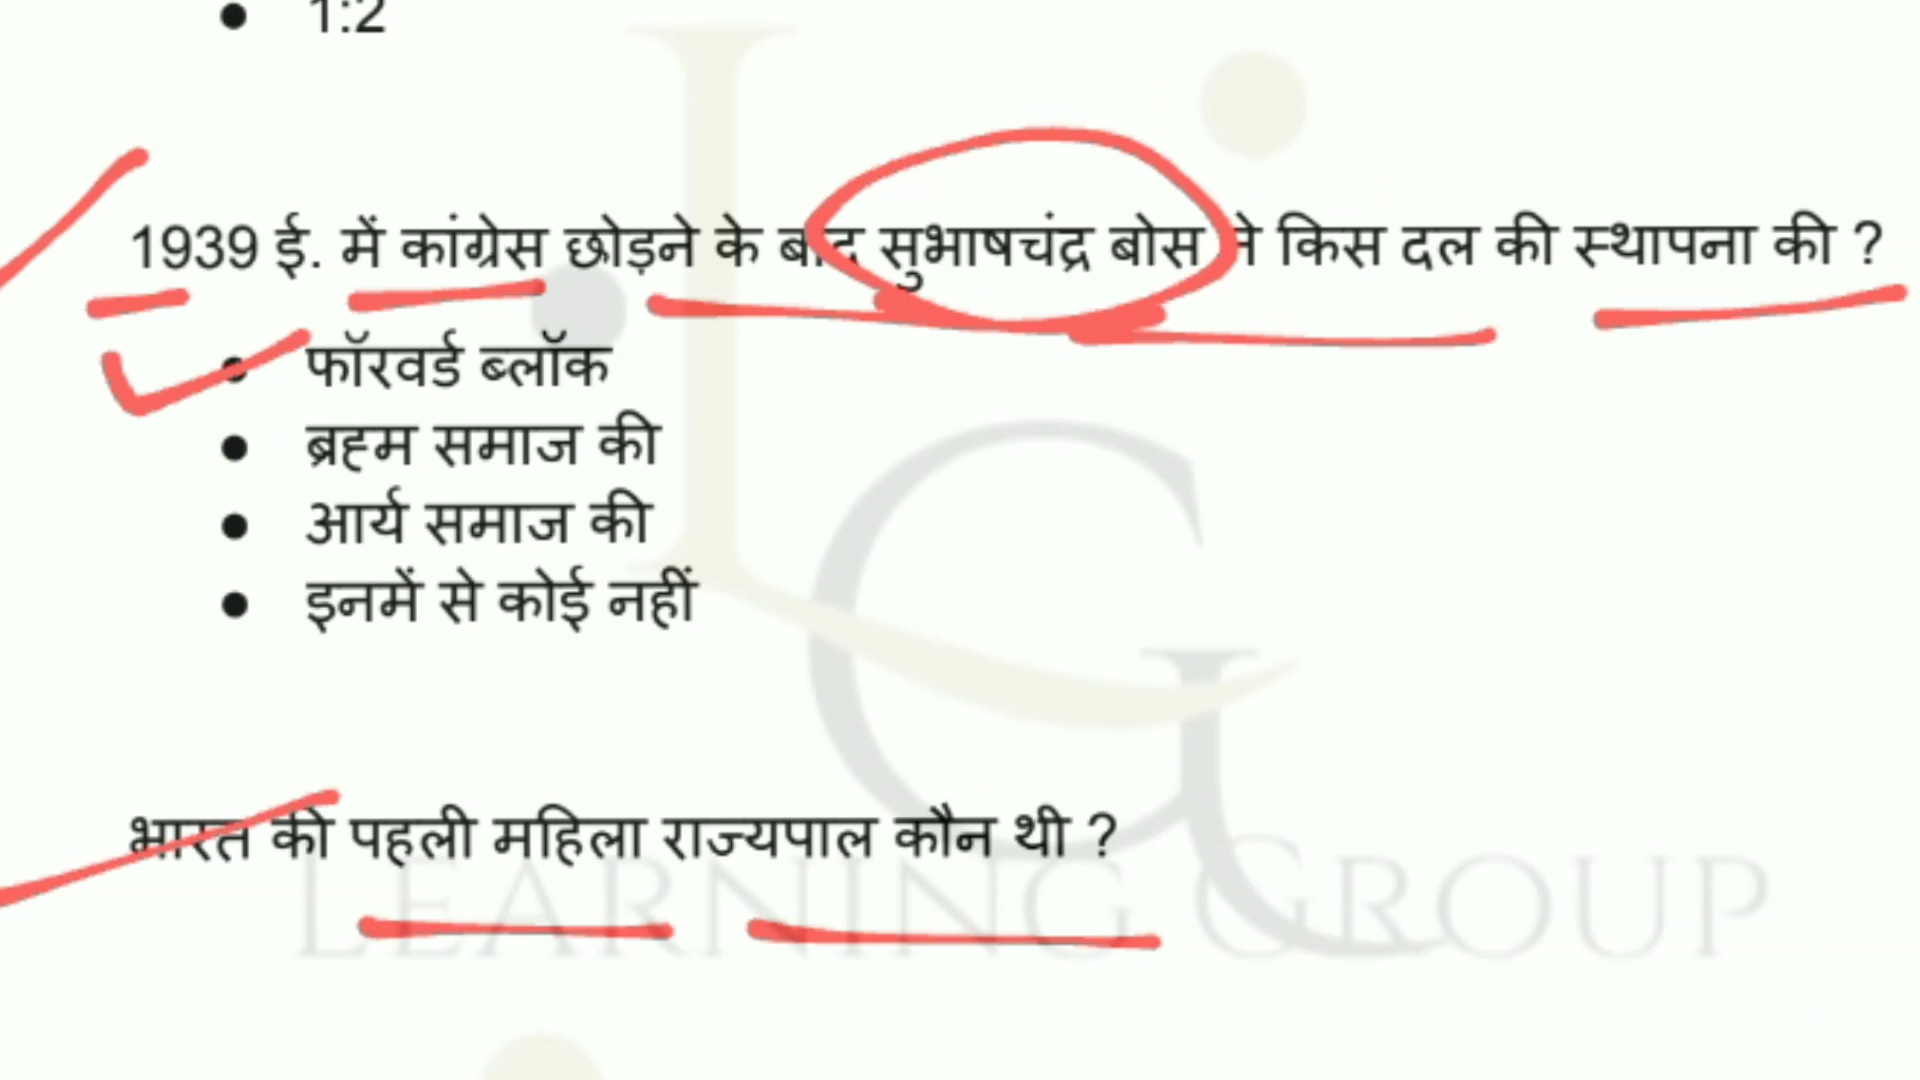 1:2
1939 ई. में कांग्रेस छोड़ने के बाद सुभाषचंद्र बोस ने किस दल की स्थापना की ?
फॉरवर्ड ब्लॉक
ब्रह्म समाज की
आर्य समाज की
इनमें से कोई नहीं
भारत की पहली महिला राज्यपाल कौन थी ?
LEARNING GROUP